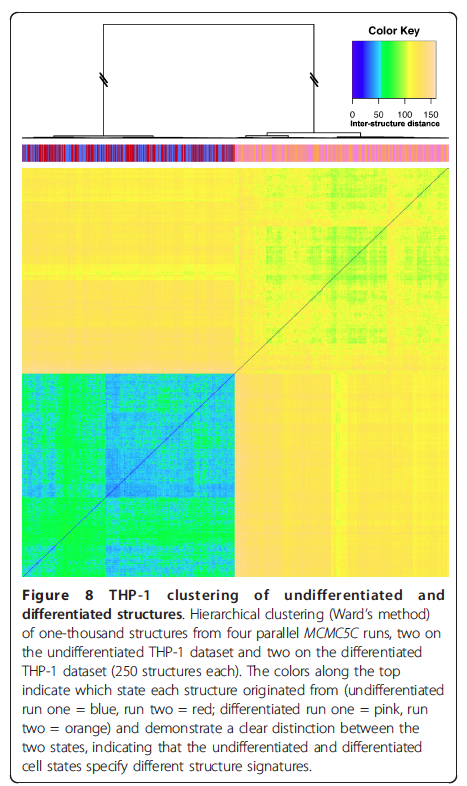 Color Key
0 50 100 150
Inter-structure distance
Figure 8 THP-1 clustering of undifferentiated and
differentiated structures. Hierarchical clustering (Ward's method)
of one-thousand structures from four parallel MCMC5C runs, two on
the undifferentiated THP-1 dataset and two on the differentiated
THP-1 dataset (250 structures each). The colors along the top
indicate which state each structure originated from (undifferentiated
run one = blue, run two = red; differentiated run one = pink, run
two = orange) and demonstrate a clear distinction between the
two states, indicating that the undifferentiated and differentiated
cell states specify different structure signatures.